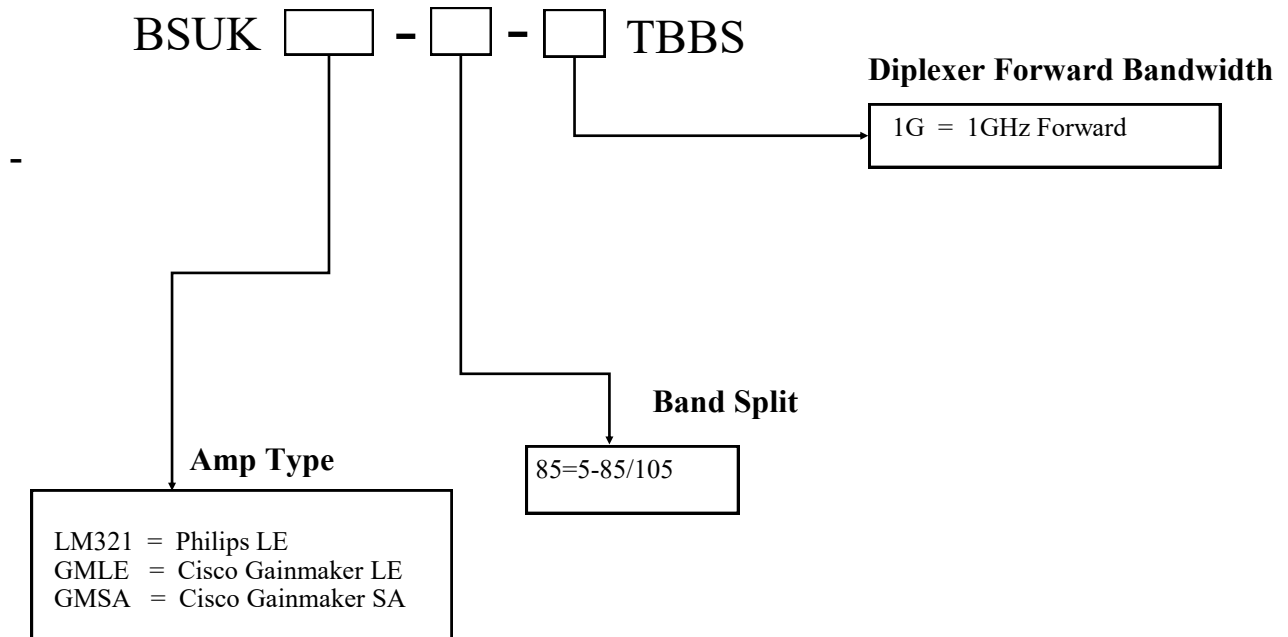 BSUK - - TBBS
Diplexer Forward Bandwidth
1G = 1GHz Forward
-
Band Split
85=5-85/105
Amp Type
LM321 = Philips LE
GMLE = Cisco Gainmaker LE
GMSA = Cisco Gainmaker SA